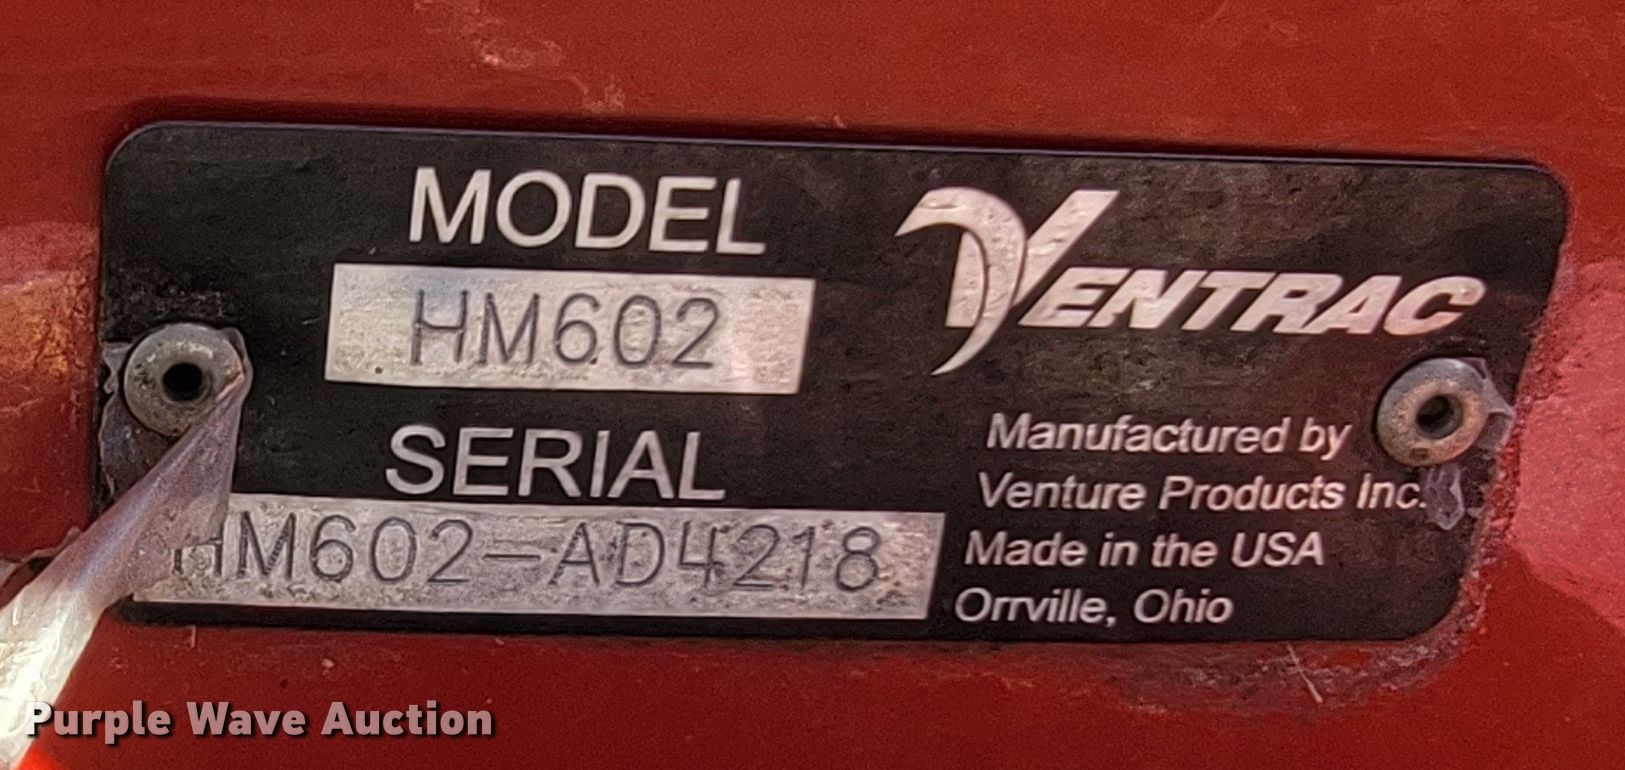 MODEL
HM602
SERIAL
HM602-AD4218
VENTRAC
Manufactured by
Venture Products Inc.
Made in the USA
Orrville, Ohio
Purple Wave Auction